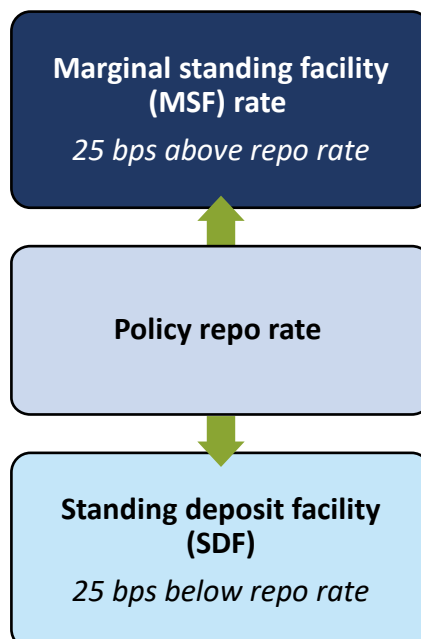 Marginal standing facility
(MSF) rate
25 bps above repo rate
Policy repo rate
Standing deposit facility
(SDF)
25 bps below repo rate